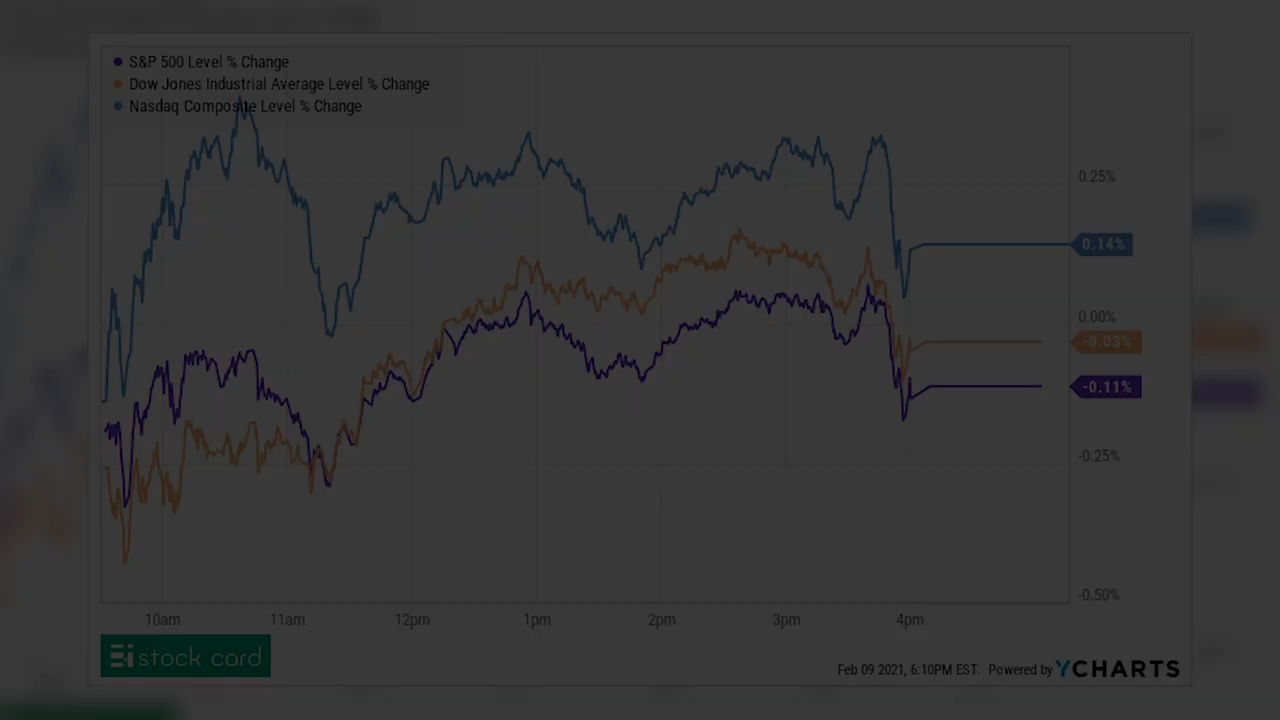 S&P 500 Level % Change
Dow Jones Industrial Average Level % Change
Nasdaq Composite Level % Change
0.25%
0.14%
0.00%
-0.03%
-0.11%
-0.25%
-0.50%
10am 11am 12pm 1pm 2pm 3pm 4pm
stock card
Feb 09 2021, 6:10PM EST. Powered by YCHARTS